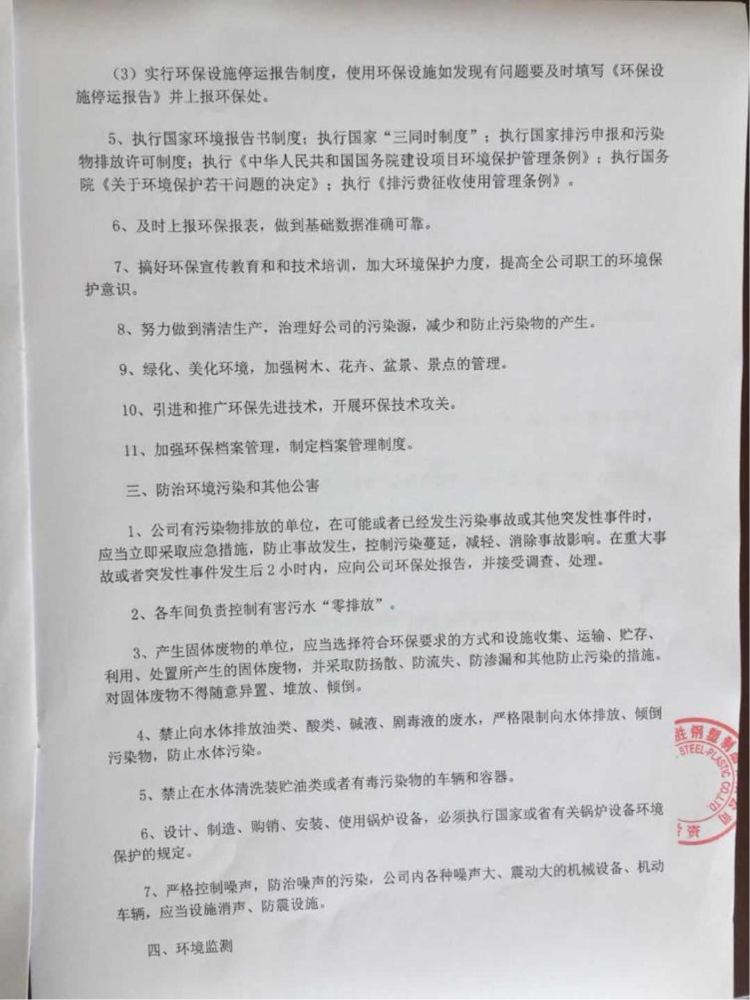 （3）实行环保设施停运报告制度，使用环保设施如发现有问题要及时填写《环保设
施停运报告》并上报环保处。
5、执行国家环境报告书制度；执行国家“三同时制度”；执行国家排污申报和污染
物排放许可制度；执行《中华人民共和国国务院建设项目环境保护管理条例》；执行国务
院《关于环境保护若干问题的决定》；执行《排污费征收使用管理条例》。
6、及时上报环保报表，做到基础数据准确可靠。
7、搞好环保宣传教育和和技术培训，加大环境保护力度，提高全公司职工的环境保
护意识。
8、努力做到清洁生产，治理好公司的污染源，减少和防止污染物的产生。
9、绿化、美化环境，加强树木、花卉、盆景、景点的管理。
10、引进和推广环保先进技术，开展环保技术攻关。
11、加强环保档案管理，制定档案管理制度。
三、防治环境污染和其他公害
1、公司有污染物排放的单位，在可能或者已经发生污染事故或其他突发性事件时，
应当立即采取应急措施，防止事故发生，控制污染蔓延，减轻、消除事故影响。在重大事
故或者突发性事件发生后2小时内，应向公司环保处报告，并接受调查、处理。
2、各车间负责控制有害污水“零排放”。
3、产生固体废物的单位，应当选择符合环保要求的方式和设施收集、运输、贮存、
利用、处置所产生的固体废物，并采取防扬散、防流失、防渗漏和其他防止污染的措施。
对固体废物不得随意异置、堆放、倾倒。
4、禁止向水体排放油类、酸类、碱液、剧毒液的废水，严格限制向水体排放、倾倒
污染物，防止水体污染。
5、禁止在水体清洗装贮油类或者有毒污染物的车辆和容器。
6、设计、制造、购销、安装、使用锅炉设备，必须执行国家或省有关锅炉设备环境
保护的规定。
7、严格控制噪声，防治噪声的污染，公司内各种噪声大、震动大的机械设备、机动
车辆，应当设施消声、防震设施。
四、环境监测
胜钢塑制
公司
STEEL-PLASTIC CO.,LTD.
资